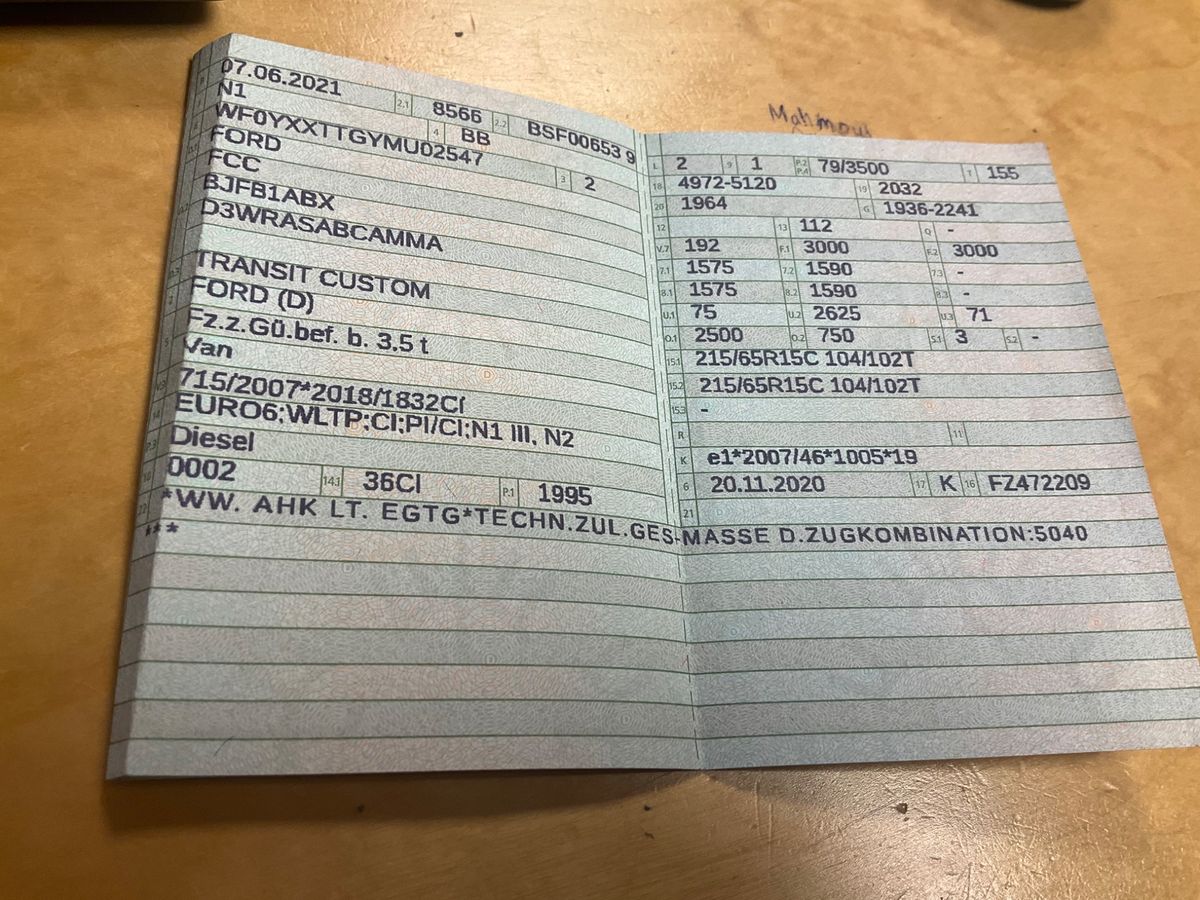 07.06.2021 2.1 8566 2.2 BSF00653 9
N1 4 BB
WF0YXXTTGYMU02547 3 2
FORD
FCC
BJFB1ABX
D3WRASABCAMMA
TRANSIT CUSTOM
FORD (D)
Fz.z.Gü.bef. b. 3,5 t
Van
715/2007*2018/1832CI
EURO6;WLTP;CI;PI/CI;N1 III, N2
Diesel
10 0002 14.1 36CI P.1 1995
22 *WW. AHK LT. EGTG*TECHN.ZUL.GES-MASSE D.ZUGKOMBINATION:5040
***
Mahmoud
L 2 9 1 P.2 P.4 79/3500 T 155
18 4972-5120 19 2032
20 1964 G 1936-2241
12 13 112 Q -
V.7 192 F.1 3000 F.2 3000
7.1 1575 7.2 1590 7.3 -
8.1 1575 8.2 1590 8.3 -
U.1 75 U.2 2625 U.3 71
O.1 2500 O.2 750 S.1 3 S.2 -
15.1 215/65R15C 104/102T
15.2 215/65R15C 104/102T
15.3 -
R 11
K e1*2007/46*1005*19
6 20.11.2020 17 K 16 FZ472209
21